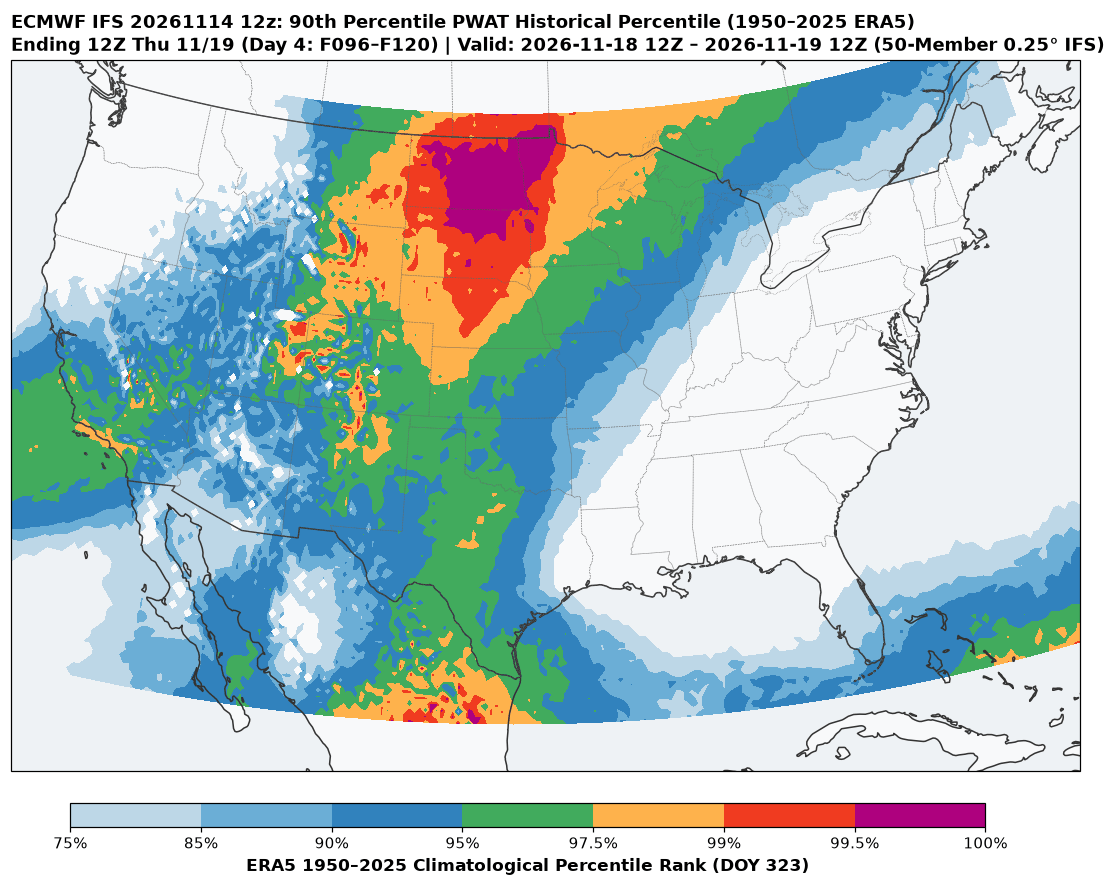 ECMWF IFS 20261114 12z: 90th Percentile PWAT Historical Percentile (1950–2025 ERA5)
Ending 12Z Thu 11/19 (Day 4: F096–F120) | Valid: 2026-11-18 12Z – 2026-11-19 12Z (50-Member 0.25° IFS)
75% 85% 90% 95% 97.5% 99% 99.5% 100%
ERA5 1950–2025 Climatological Percentile Rank (DOY 323)